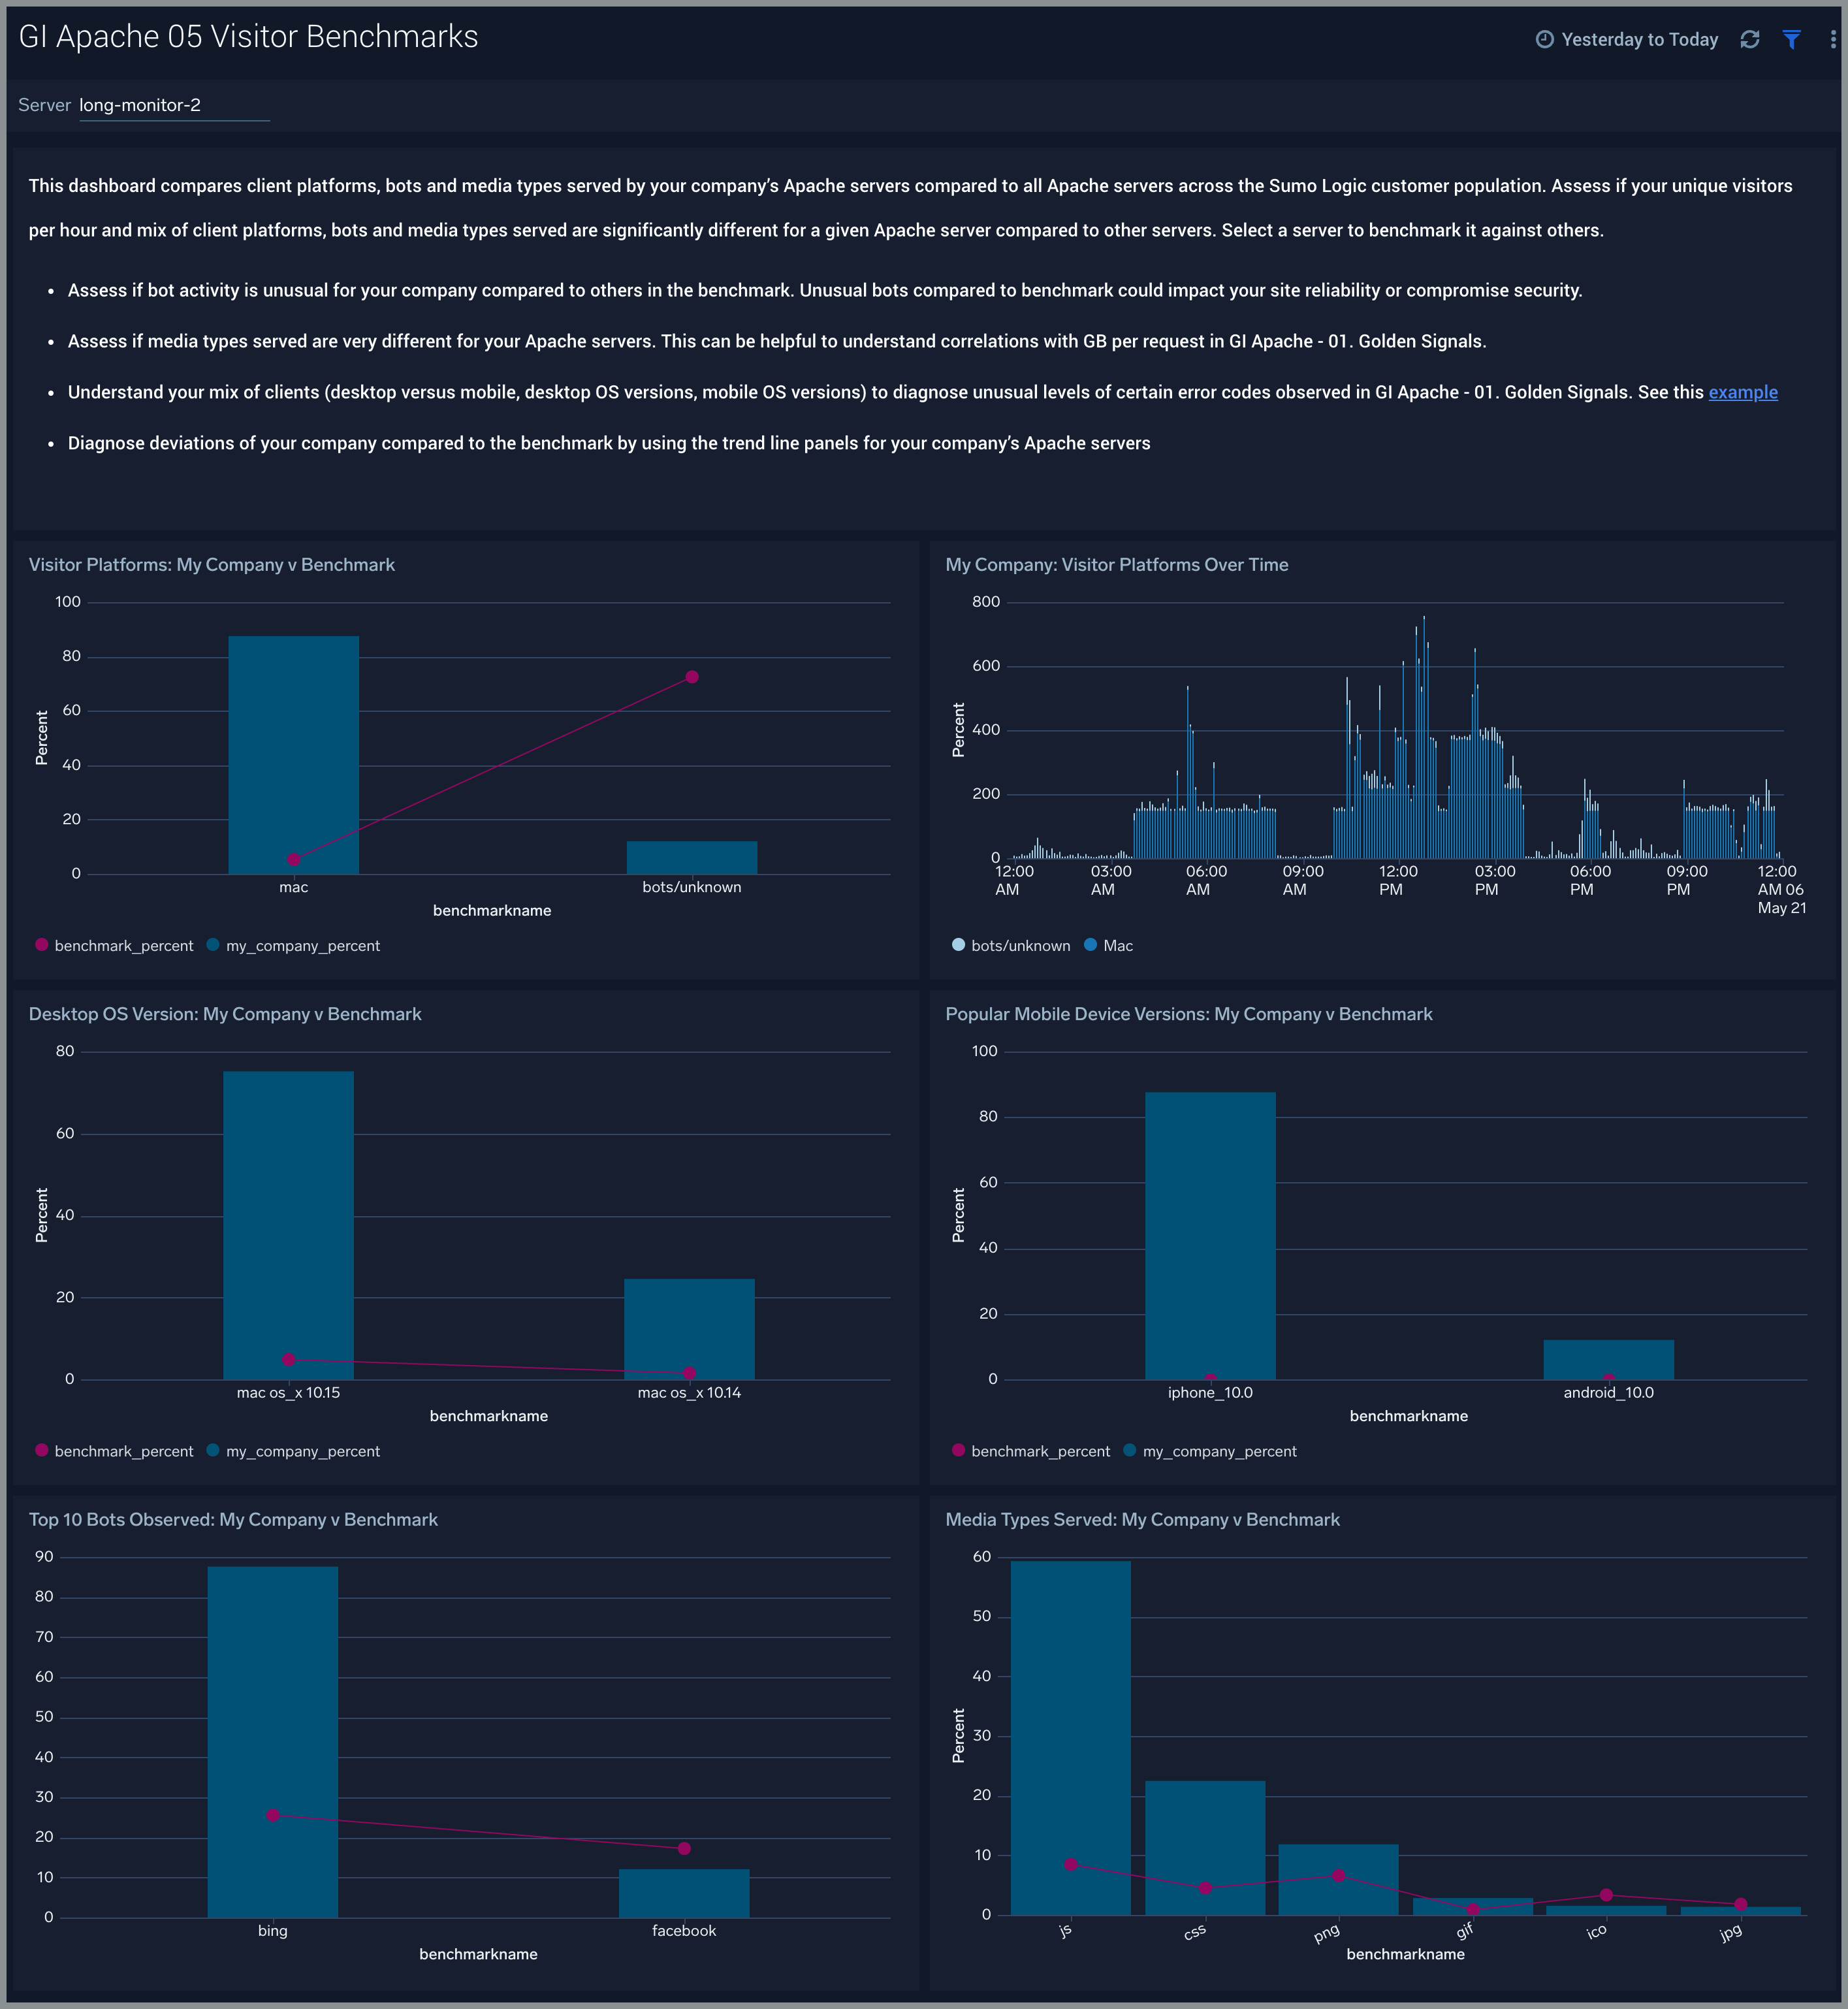 GI Apache 05 Visitor Benchmarks
Yesterday to Today
Server long-monitor-2
This dashboard compares client platforms, bots and media types served by your company’s Apache servers compared to all Apache servers across the Sumo Logic customer population. Assess if your unique visitors
per hour and mix of client platforms, bots and media types served are significantly different for a given Apache server compared to other servers. Select a server to benchmark it against others.
• Assess if bot activity is unusual for your company compared to others in the benchmark. Unusual bots compared to benchmark could impact your site reliability or compromise security.
• Assess if media types served are very different for your Apache servers. This can be helpful to understand correlations with GB per request in GI Apache - 01. Golden Signals.
• Understand your mix of clients (desktop versus mobile, desktop OS versions, mobile OS versions) to diagnose unusual levels of certain error codes observed in GI Apache - 01. Golden Signals. See this example
• Diagnose deviations of your company compared to the benchmark by using the trend line panels for your company’s Apache servers
Visitor Platforms: My Company v Benchmark
100
80
60
40
20
0
Percent
mac bots/unknown
benchmarkname
benchmark_percent my_company_percent
My Company: Visitor Platforms Over Time
800
600
400
200
0
Percent
12:00 03:00 06:00 09:00 12:00 03:00 06:00 09:00 12:00
AM AM AM AM PM PM PM PM AM 06
May 21
bots/unknown Mac
Desktop OS Version: My Company v Benchmark
80
60
40
20
0
Percent
mac os_x 10.15 mac os_x 10.14
benchmarkname
benchmark_percent my_company_percent
Popular Mobile Device Versions: My Company v Benchmark
100
80
60
40
20
0
Percent
iphone_10.0 android_10.0
benchmarkname
benchmark_percent my_company_percent
Top 10 Bots Observed: My Company v Benchmark
90
80
70
60
50
40
30
20
10
0
bing facebook
benchmarkname
Media Types Served: My Company v Benchmark
60
50
40
30
20
10
0
Percent
js css png gif ico jpg
benchmarkname